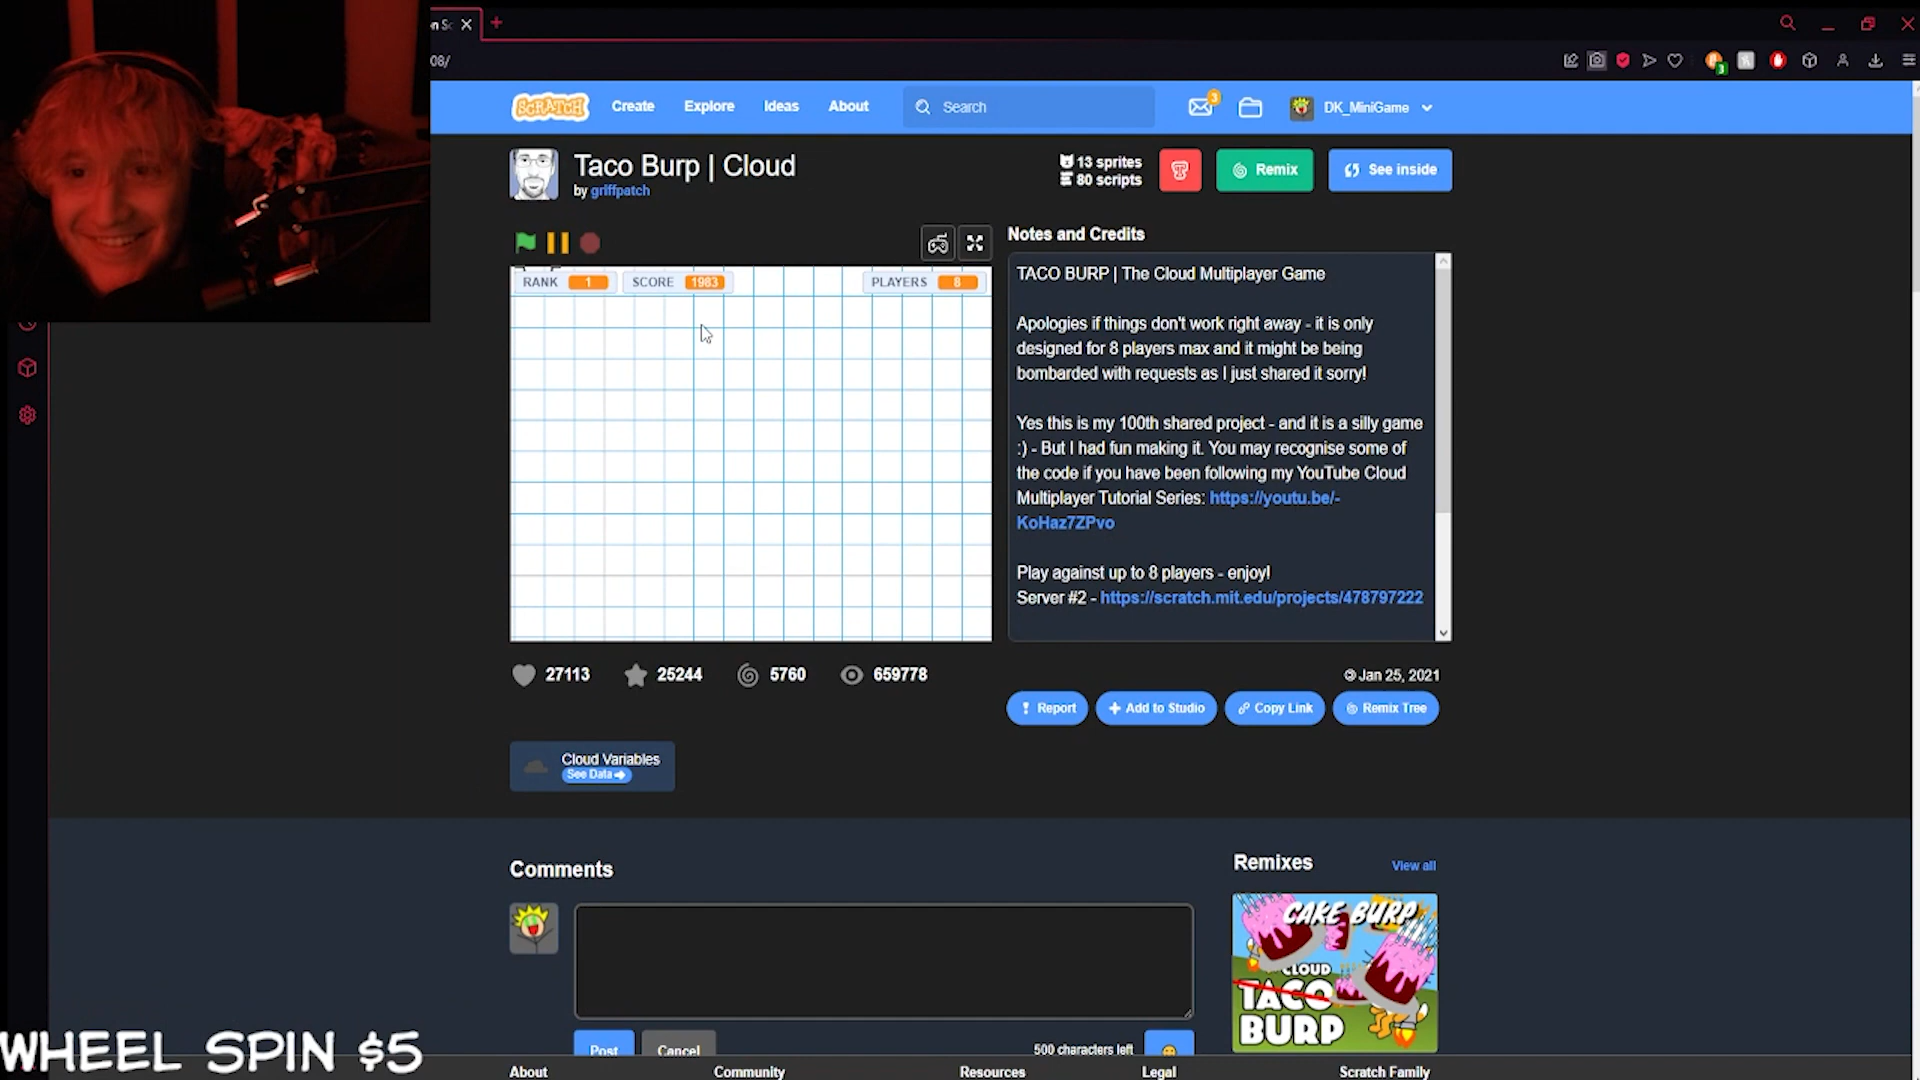 08/
SCRATCH
Create
Explore
Ideas
About
Search
3
DK_MiniGame
3
Taco Burp | Cloud
by griffpatch
13 sprites
80 scripts
Remix
See inside
RANK 1
SCORE 1983
PLAYERS 8
Notes and Credits
TACO BURP | The Cloud Multiplayer Game
Apologies if things don't work right away - it is only
designed for 8 players max and it might be being
bombarded with requests as I just shared it sorry!
Yes this is my 100th shared project - and it is a silly game
:) - But I had fun making it. You may recognise some of
the code if you have been following my YouTube Cloud
Multiplayer Tutorial Series: https://youtu.be/-
KoHaz7ZPvo
Play against up to 8 players - enjoy!
Server #2 - https://scratch.mit.edu/projects/478797222
27113
25244
5760
659778
© Jan 25, 2021
Report
Add to Studio
Copy Link
Remix Tree
Cloud Variables
See Data
Comments
Post
Cancel
500 characters left
Remixes
View all
CAKE BURP
CLOUD
TACO
BURP
WHEEL SPIN $5
About
Community
Resources
Legal
Scratch Family